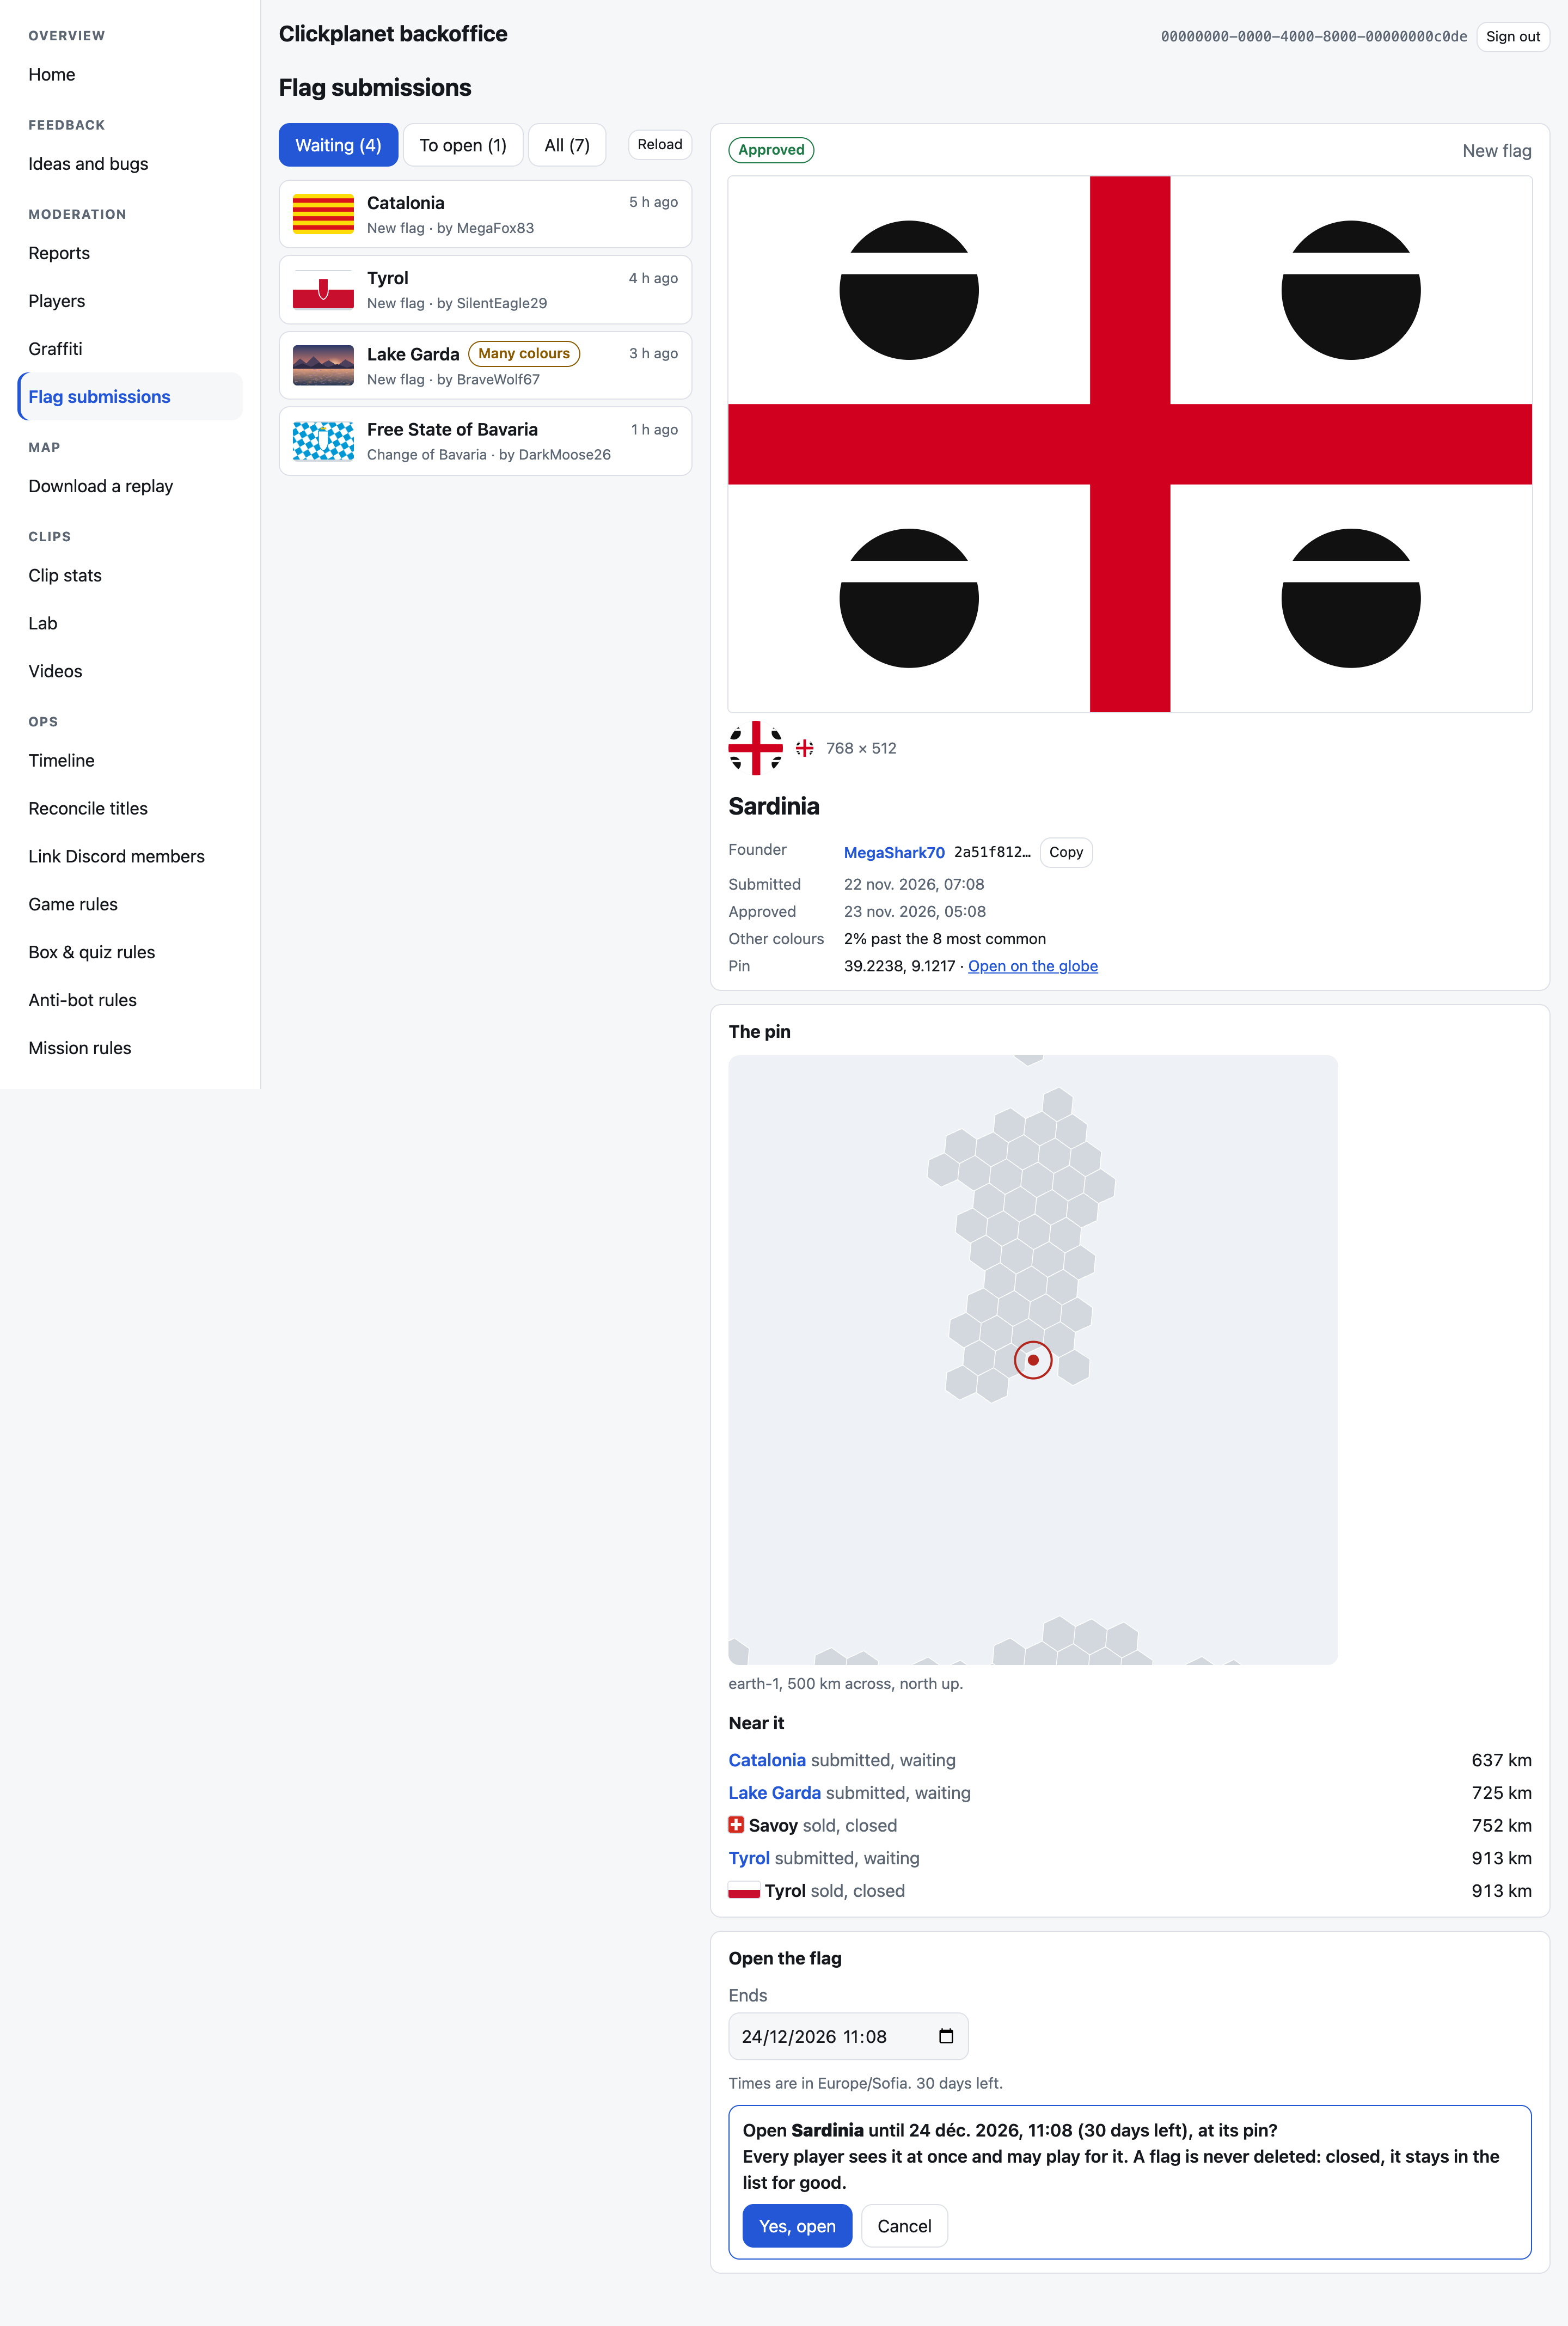 OVERVIEW
Home
FEEDBACK
Ideas and bugs
MODERATION
Reports
Players
Graffiti
Flag submissions
MAP
Download a replay
CLIPS
Clip stats
Lab
Videos
OPS
Timeline
Reconcile titles
Link Discord members
Game rules
Box & quiz rules
Anti-bot rules
Mission rules
Clickplanet backoffice
00000000-0000-4000-8000-00000000c0de
Sign out
Flag submissions
Waiting (4)
To open (1)
All (7)
Reload
Catalonia
5 h ago
New flag · by MegaFox83
Tyrol
4 h ago
New flag · by SilentEagle29
Lake Garda
Many colours
3 h ago
New flag · by BraveWolf67
Free State of Bavaria
1 h ago
Change of Bavaria · by DarkMoose26
Approved
New flag
768 × 512
Sardinia
Founder MegaShark70 2a51f812… Copy
Submitted 22 nov. 2026, 07:08
Approved 23 nov. 2026, 05:08
Other colours 2% past the 8 most common
Pin 39.2238, 9.1217 · Open on the globe
The pin
earth-1, 500 km across, north up.
Near it
Catalonia submitted, waiting 637 km
Lake Garda submitted, waiting 725 km
Savoy sold, closed 752 km
Tyrol submitted, waiting 913 km
Tyrol sold, closed 913 km
Open the flag
Ends
24/12/2026 11:08
Times are in Europe/Sofia. 30 days left.
Open Sardinia until 24 déc. 2026, 11:08 (30 days left), at its pin?
Every player sees it at once and may play for it. A flag is never deleted: closed, it stays in the
list for good.
Yes, open
Cancel